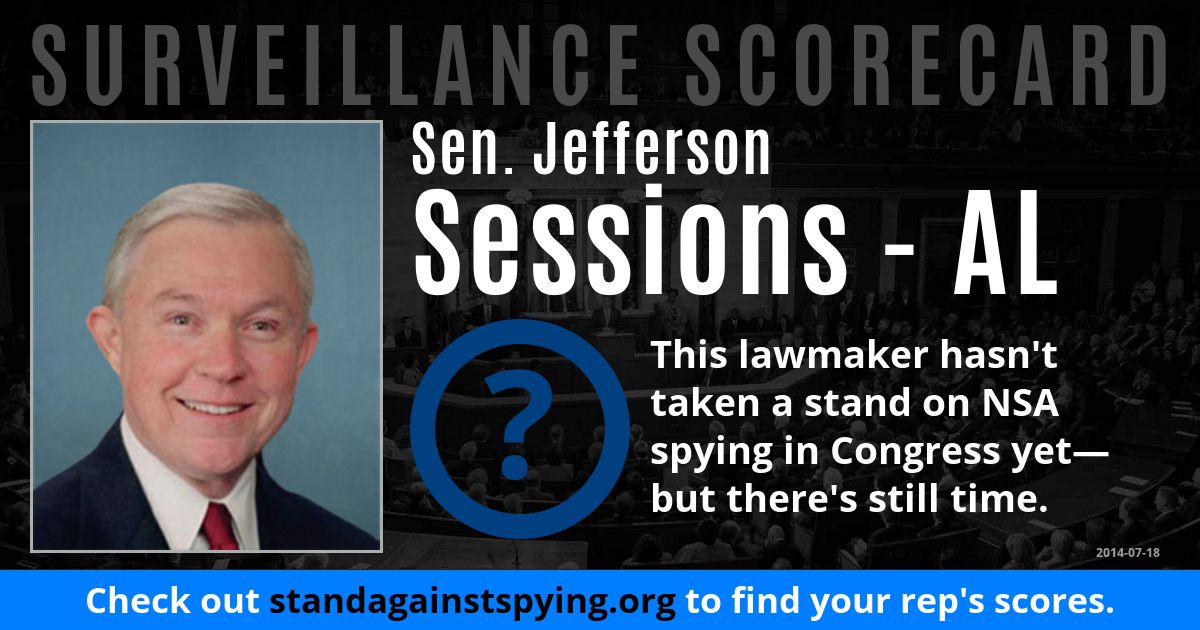 SURVEILLANCE SCORECARD
Sen. Jefferson
Sessions - AL
?
This lawmaker hasn't
taken a stand on NSA
spying in Congress yet—
but there's still time.
2014-07-18
Check out standagainstspying.org to find your rep's scores.